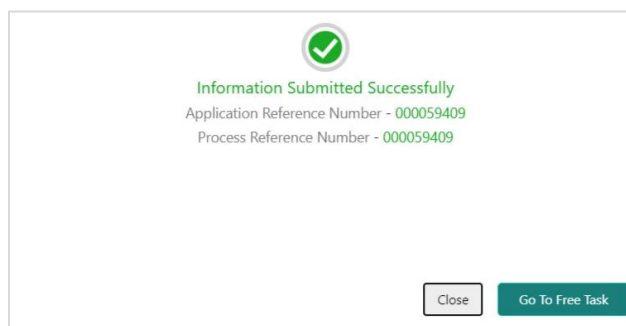 Information Submitted Successfully
Application Reference Number - 000059409
Process Reference Number - 000059409
Close
Go To Free Task